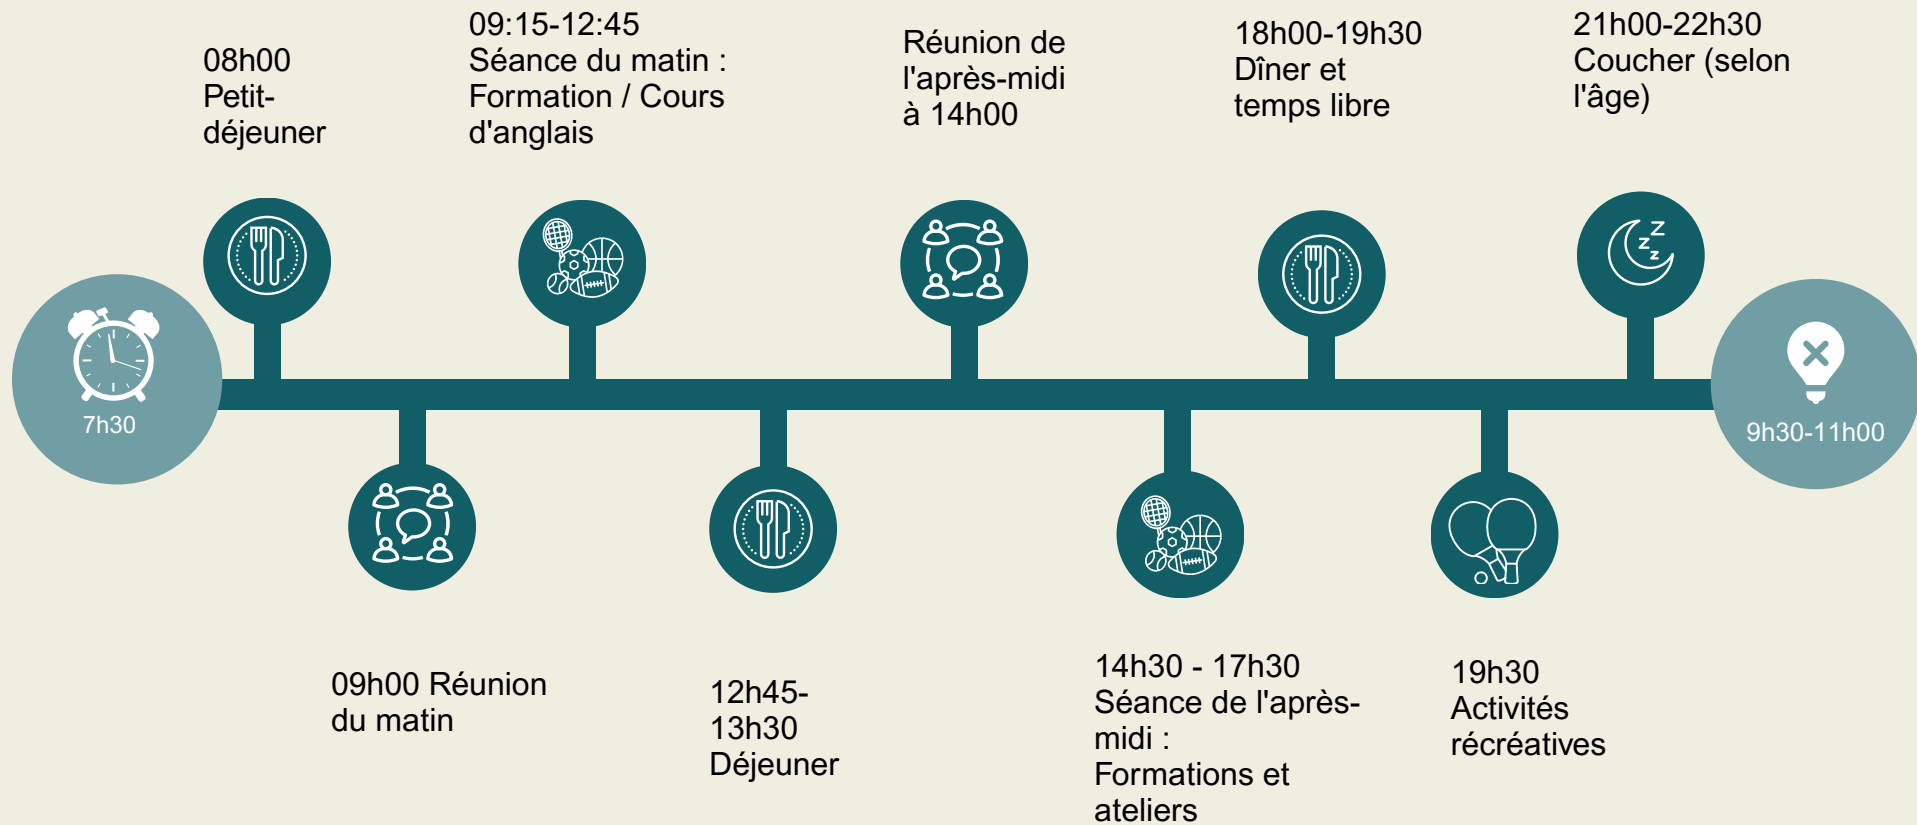 7h30
08h00
Petit-
déjeuner
09h00 Réunion
du matin
09:15-12:45
Séance du matin :
Formation / Cours
d'anglais
12h45-
13h30
Déjeuner
Réunion de
l'après-midi
à 14h00
14h30 - 17h30
Séance de l'après-
midi :
Formations et
ateliers
18h00-19h30
Dîner et
temps libre
19h30
Activités
récréatives
21h00-22h30
Coucher (selon
l'âge)
9h30-11h00